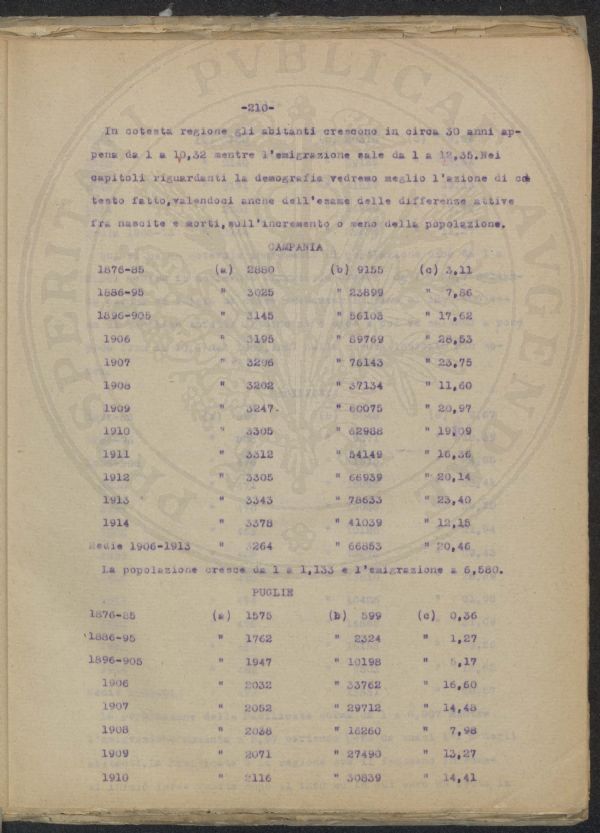 -210-
In cotesta regione gli abitanti crescono in circa 30 anni ap-
pena da 1 a 10,32 mentre l'emigrazione sale da 1 a 12,35.Nei
capitoli riguardanti la demografia vedremo meglio l'azione di co
testo fatto,valendoci anche dell'esame delle differenze attive
fra nascite e morti,sull'incremento o meno della popolazione.
CAMPANIA
1876-85 (a) 2880 (b) 9155 (c) 3,11
1886-95 " 3025 " 23899 " 7,86
1896-905 " 3145 " 56103 " 17,62
1906 " 3195 " 89769 " 28,53
1907 " 3296 " 76143 " 23,75
1908 " 3202 " 37134 " 11,60
1909 " 3247. " 60075 " 20,97
1910 " 3305 " 62988 " 19,09
1911 " 3312 " 54149 " 16,36
1912 " 3305 " 66959 " 20,14
1913 " 3343 " 78633 " 23,40
1914 " 3378 " 41039 " 12,15
Medie 1906-1913 " 3264 " 66853 " 20,46
La popolazione cresce da 1 a 1,133 e l'emigrazione a 6,580.
PUGLIE
1876-85 (a) 1575 (b) 599 (c) 0,36
1886-95 " 1762 " 2324 " 1,27
1896-905 " 1947 " 10198 " 5,17
1906 " 2032 " 33762 " 16,60
1907 " 2052 " 29712 " 14,48
1908 " 2038 " 16260 " 7,98
1909 " 2071 " 27490 " 13,27
1910 " 2116 " 30839 " 14,41
PROSPERITATI PUBLICAE AUGENDAE